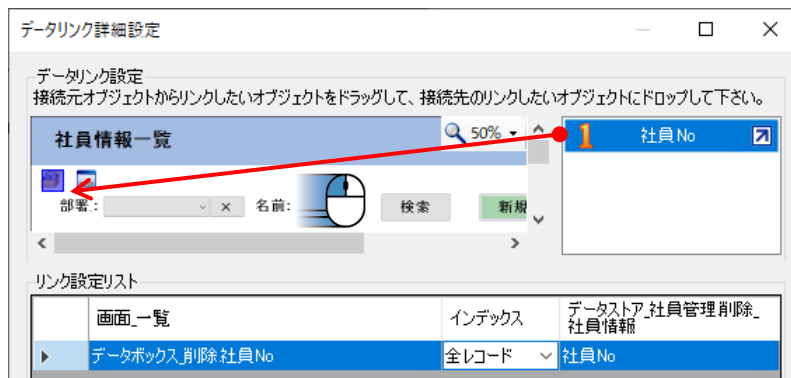 データリンク詳細設定
データリンク設定
接続元オブジェクトからリンクしたいオブジェクトをドラッグして、接続先のリンクしたいオブジェクトにドロップして下さい。
社員情報一覧
50%
1 社員No
部署: × 名前: 検索 新規
リンク設定リスト
画面_一覧 インデックス データストア_社員管理削除_
社員情報
データボックス_削除.社員No 全レコード 社員No